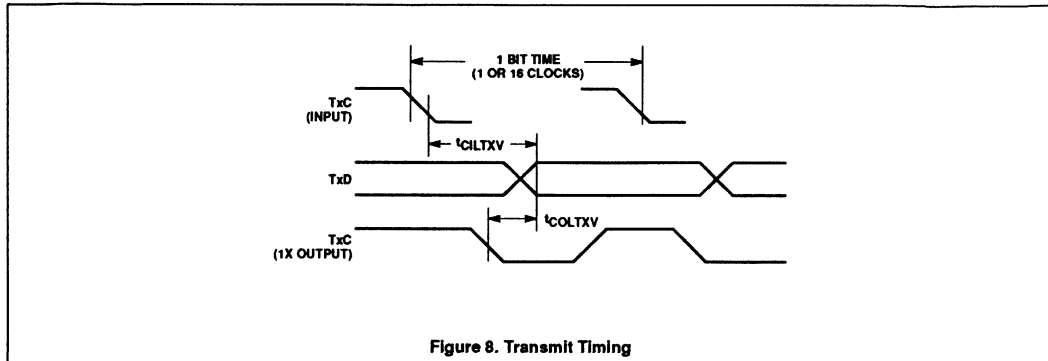 1 BIT TIME
(1 OR 16 CLOCKS)
TxC
(INPUT)
tCILTXV
TxD
tCOLTXV
TxC
(1X OUTPUT)
Figure 8. Transmit Timing